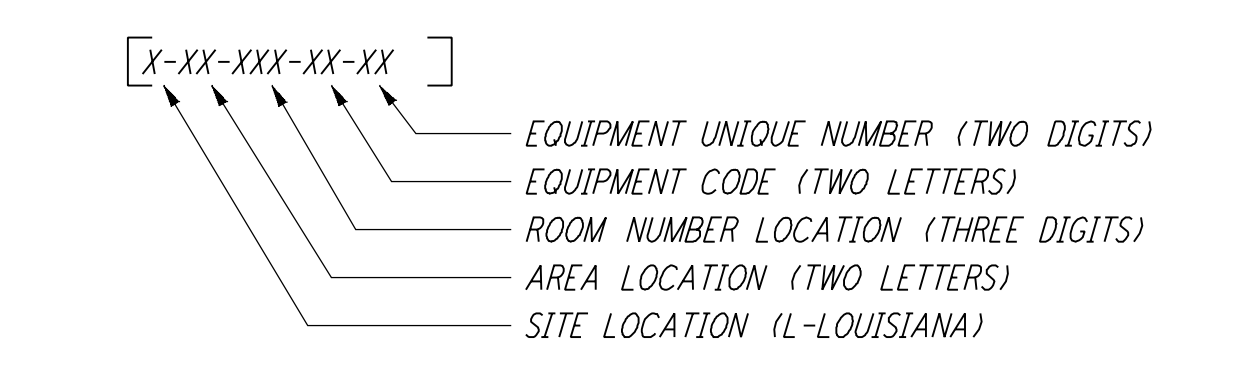 [X-XX-XXX-XX-XX ]
EQUIPMENT UNIQUE NUMBER (TWO DIGITS)
EQUIPMENT CODE (TWO LETTERS)
ROOM NUMBER LOCATION (THREE DIGITS)
AREA LOCATION (TWO LETTERS)
SITE LOCATION (L-LOUISIANA)